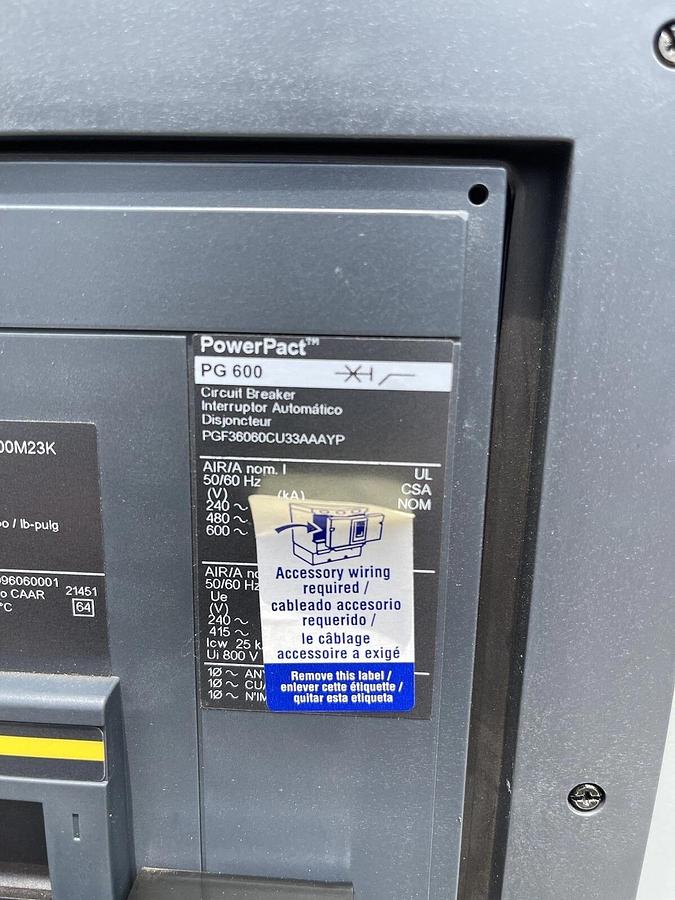 PowerPact™
PG 600
Circuit Breaker
Interruptor Automático
Disjoncteur
PGF36060CU33AAAYP
AIR/A nom. I
50/60 Hz
(V) (kA)
240 ~
480 ~
600 ~
UL
CSA
NOM
AIR/A
50/60 Hz
Ue
(V)
240 ~
415 ~
Icw 25
Ui 800 V
1Ø ~
1Ø ~
1Ø ~
Accessory wiring
required /
cableado accesorio
requerido /
le câblage
accessoire a exigé
Remove this label /
enlever cette étiquette /
quitar esta etiqueta
00M23K
o / lb-pulg
96060001
o CAAR
21451
°C
64